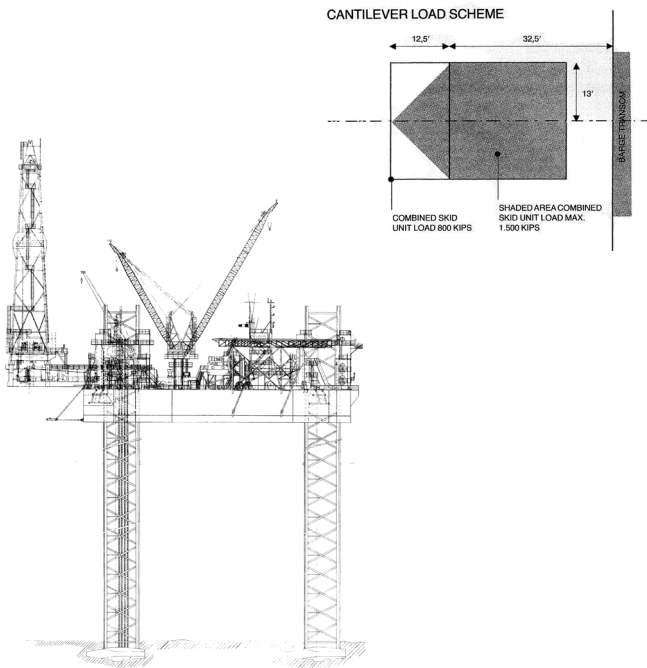 CANTILEVER LOAD SCHEME
12,5'
32,5'
13'
BARGE TRANSOM
COMBINED SKID
UNIT LOAD 800 KIPS
SHADED AREA COMBINED
SKID UNIT LOAD MAX.
1.500 KIPS